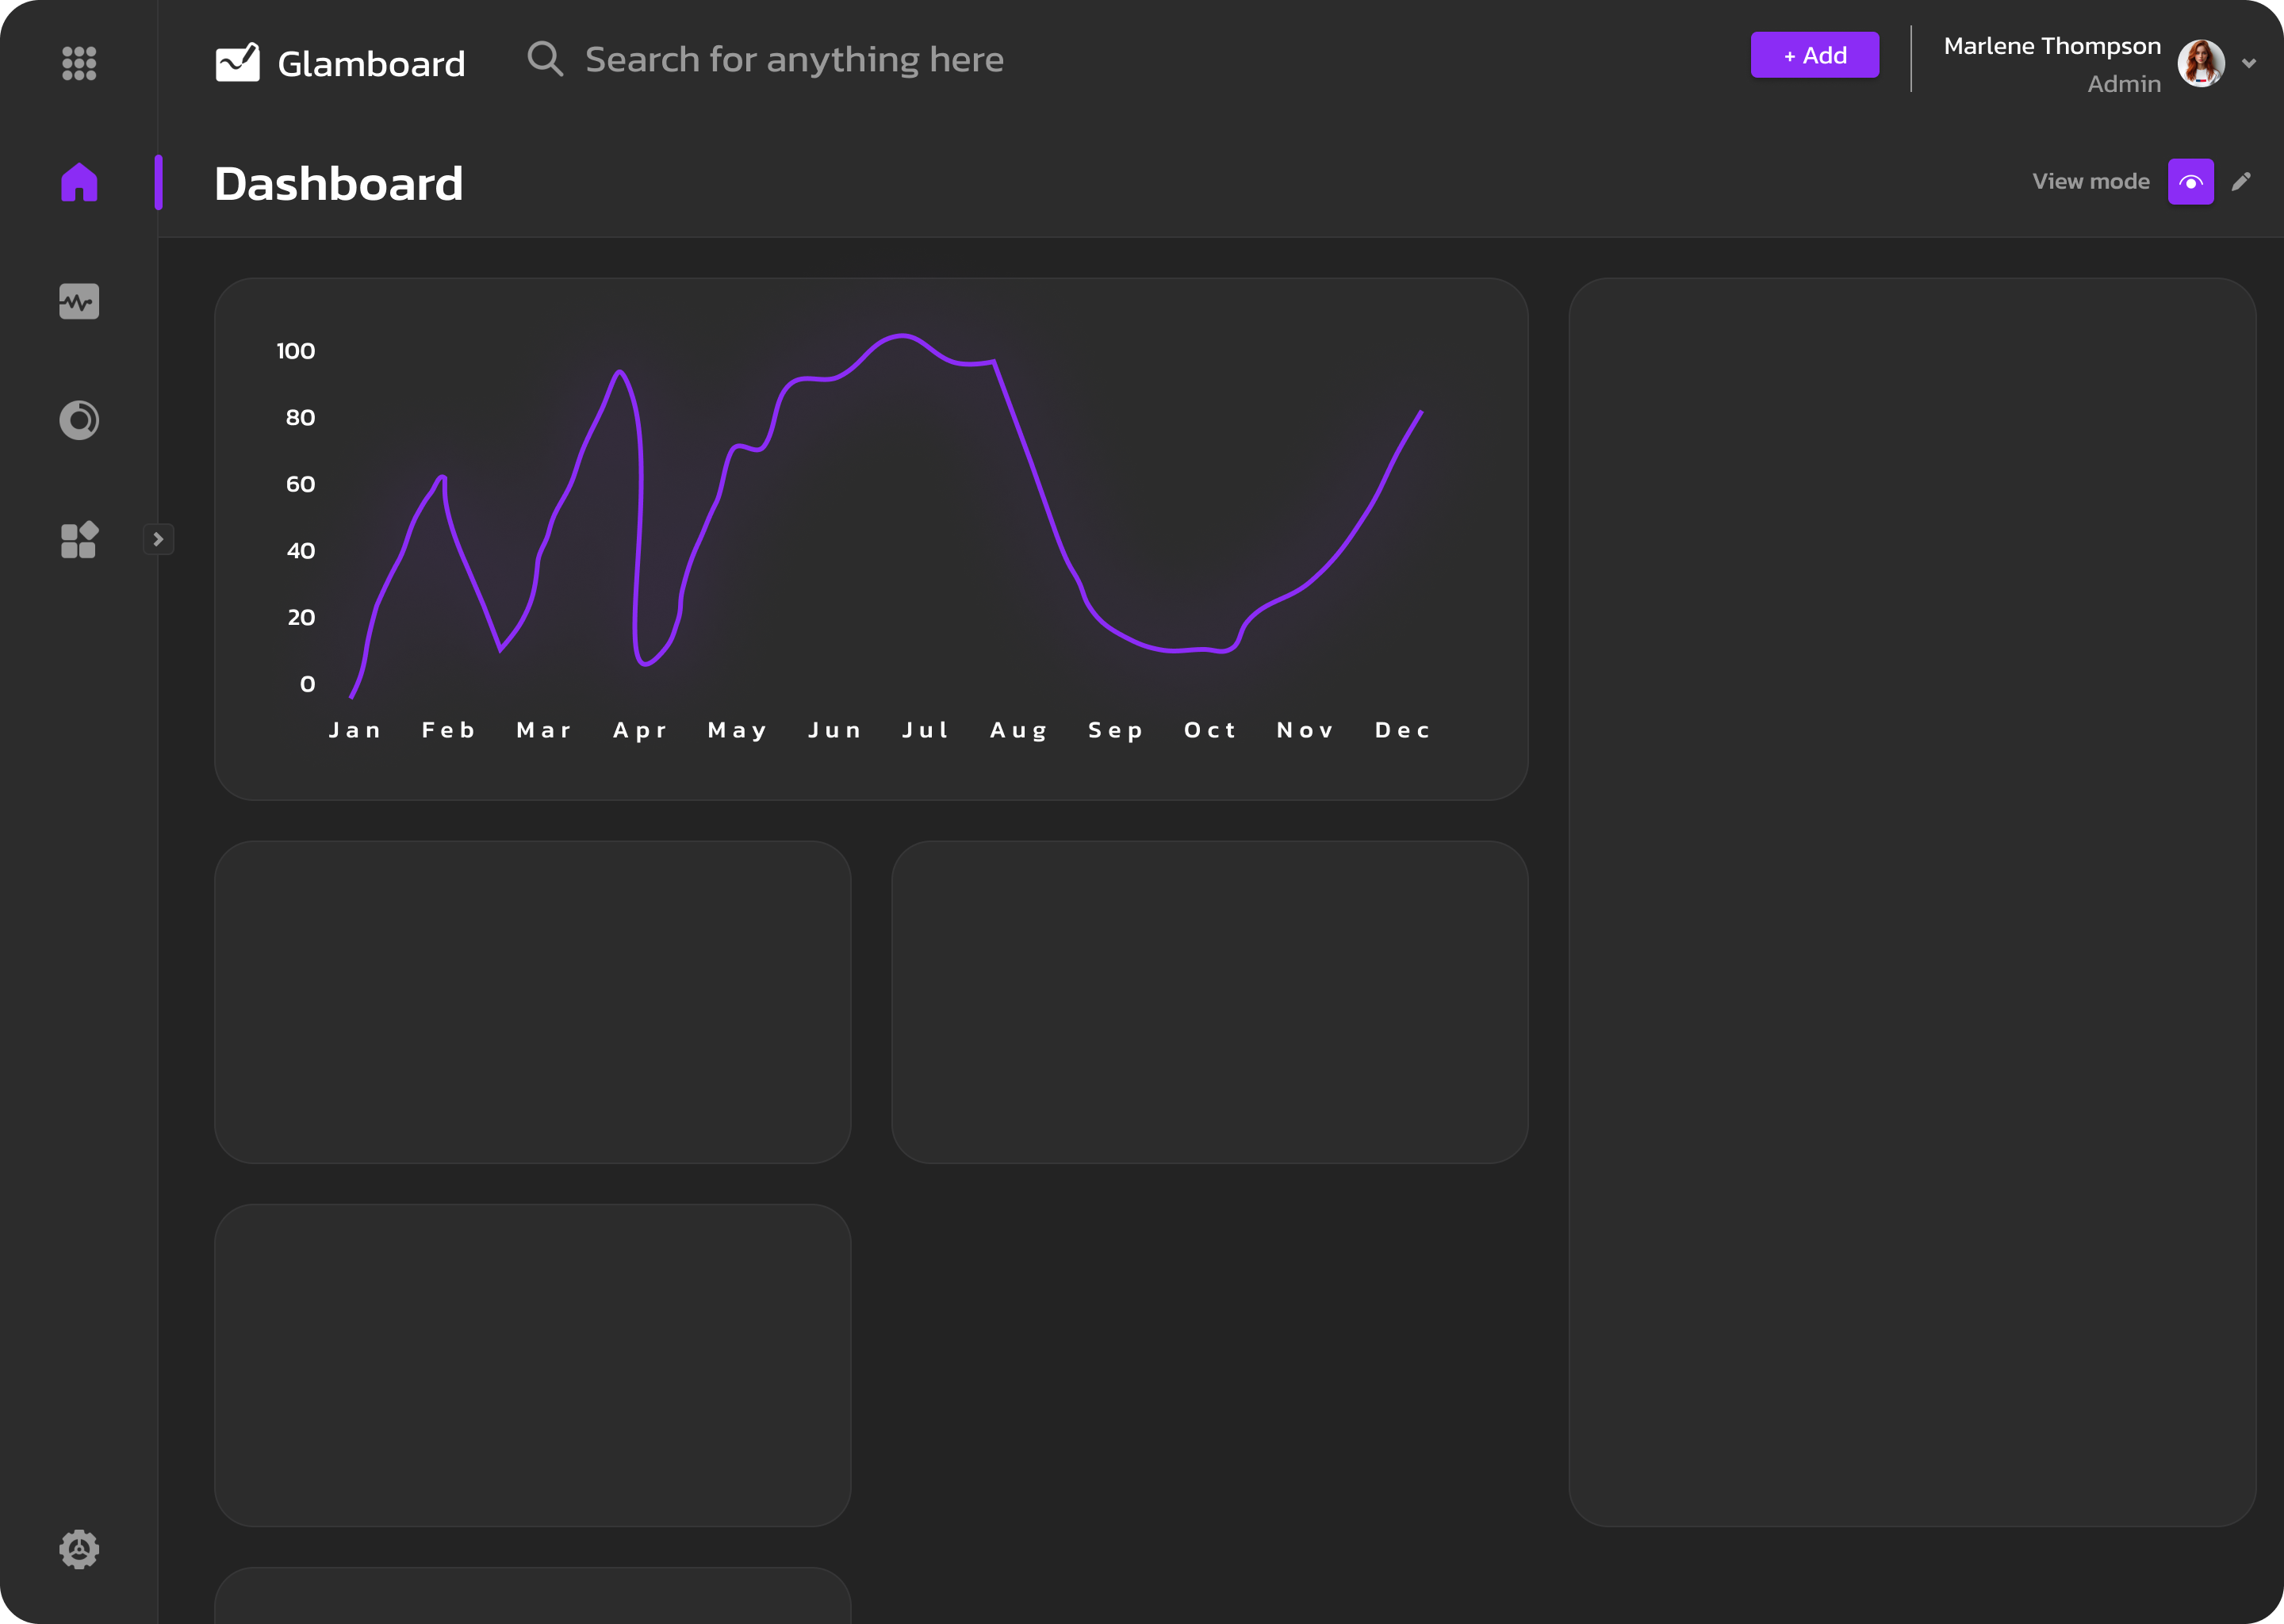 Glamboard
Search for anything here
+ Add
Marlene Thompson
Admin
Dashboard
View mode
100
80
60
40
20
0
Jan Feb Mar Apr May Jun Jul Aug Sep Oct Nov Dec